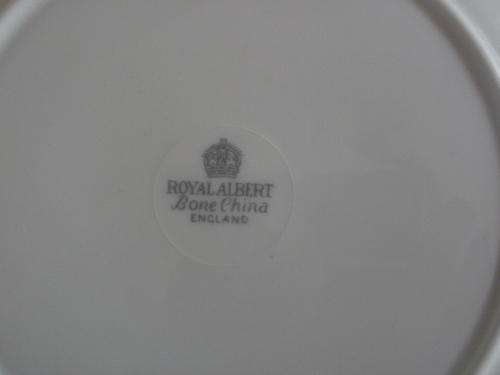 ROYAL ALBERT
Bone China
ENGLAND